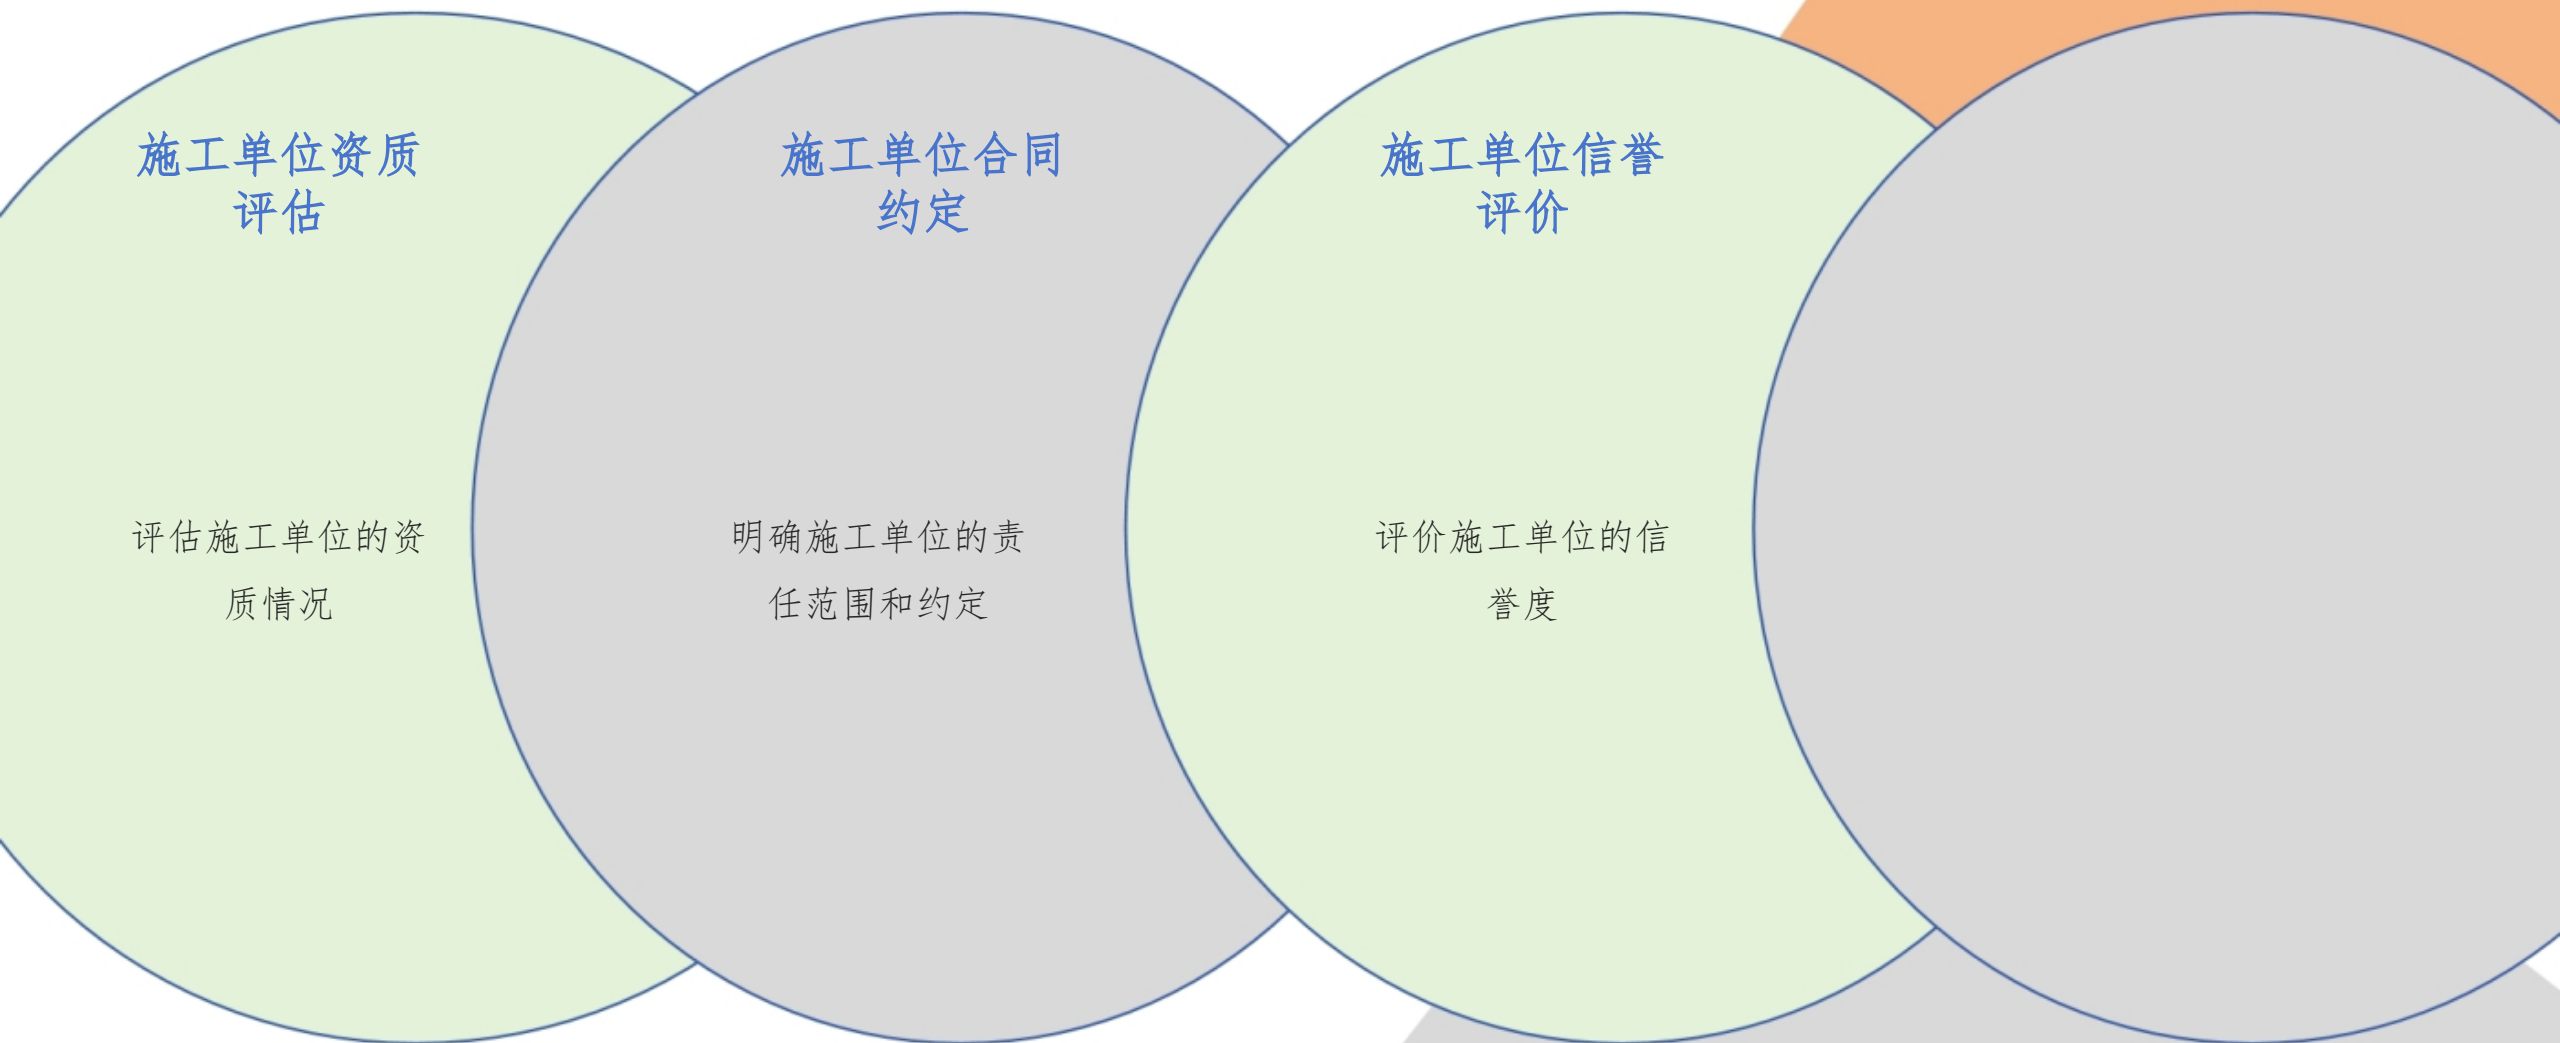 施工单位资质
评估
评估施工单位的资
质情况
施工单位合同
约定
明确施工单位的责
任范围和约定
施工单位信誉
评价
评价施工单位的信
誉度